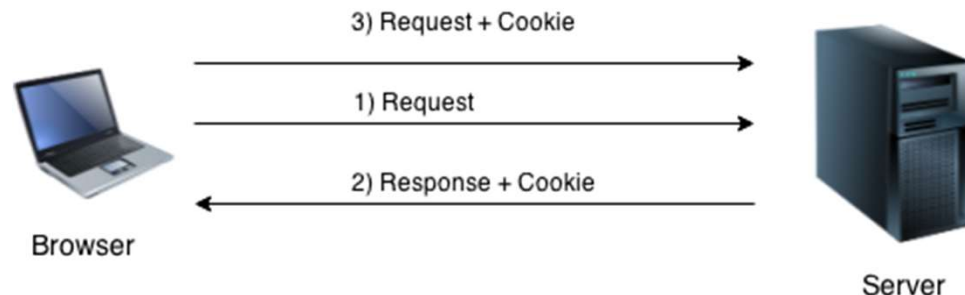 3) Request + Cookie
1) Request
2) Response + Cookie
Browser
Server